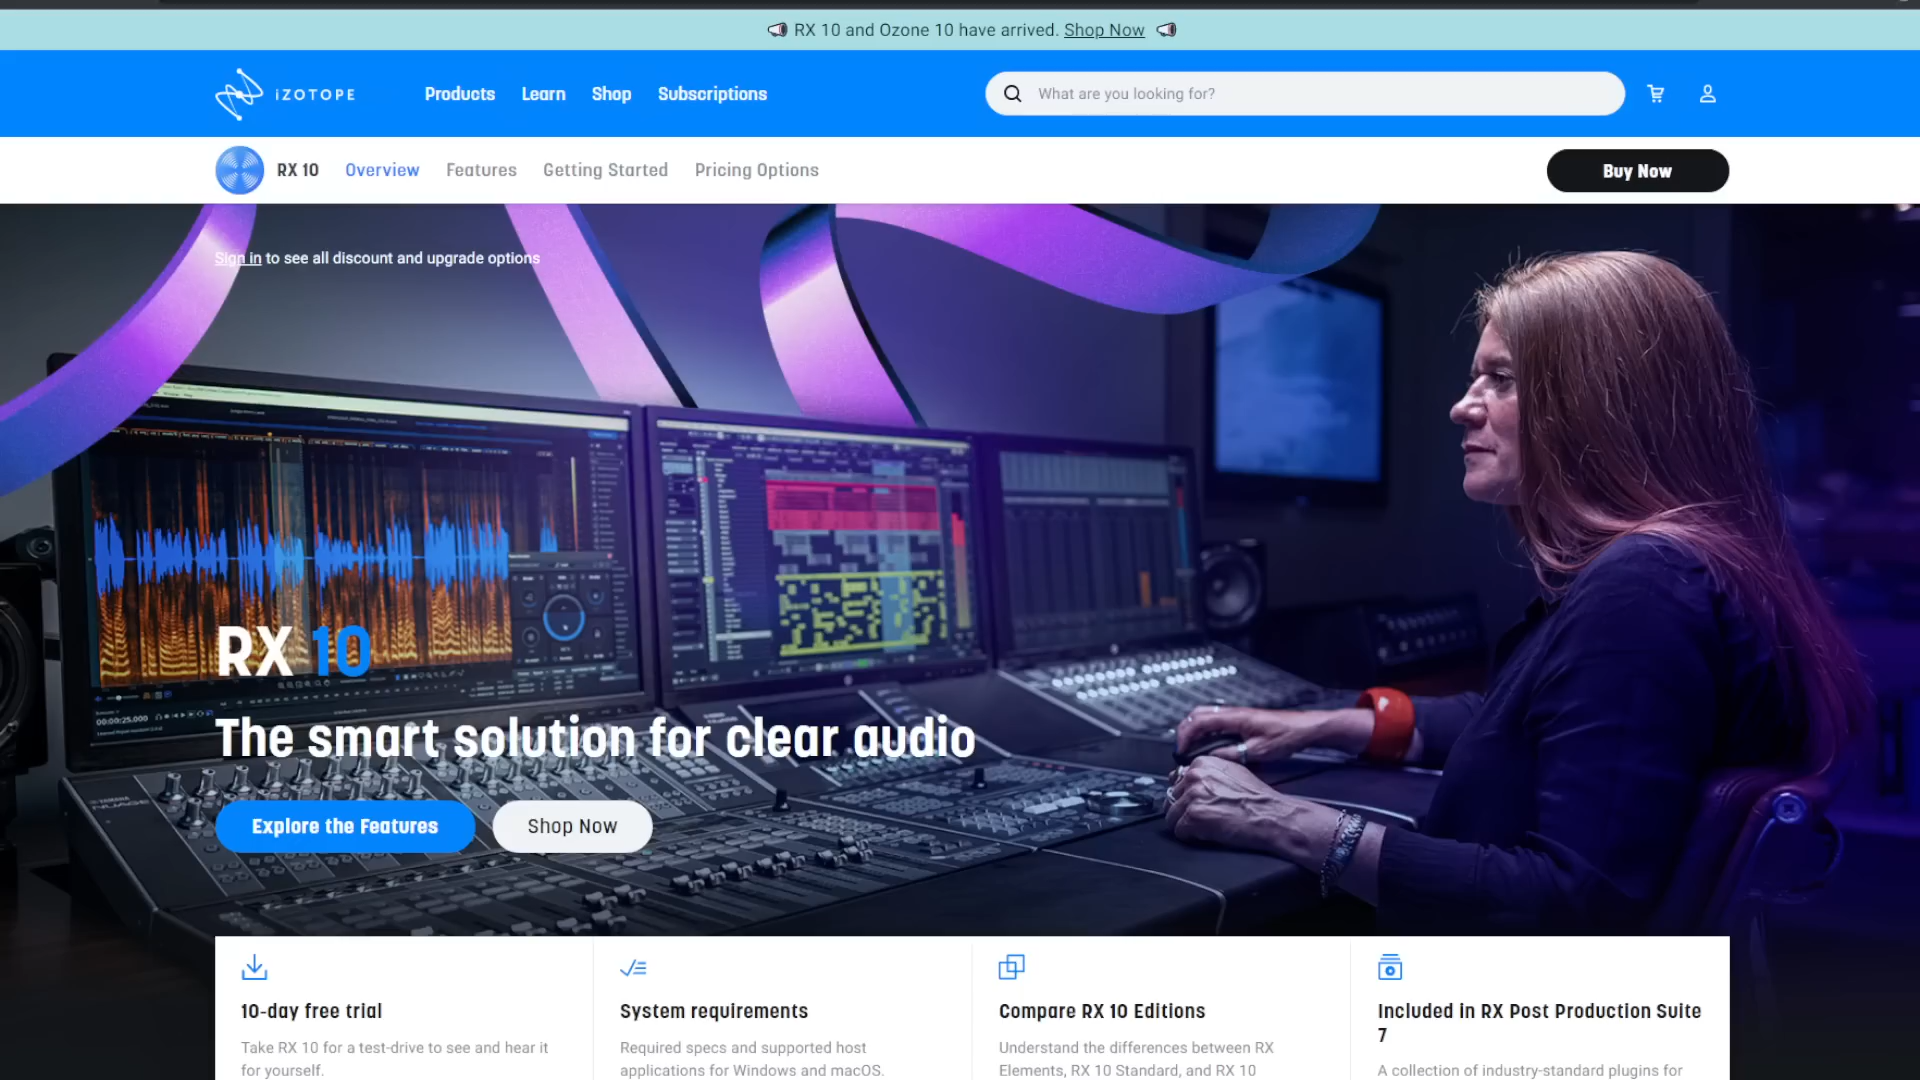 RX 10 and Ozone 10 have arrived. Shop Now
iZOTOPE
Products Learn Shop Subscriptions
What are you looking for?
RX 10 Overview Features Getting Started Pricing Options
Buy Now
Sign in to see all discount and upgrade options
00:00:25.000
RX 10
The smart solution for clear audio
Explore the Features Shop Now
10-day free trial
Take RX 10 for a test-drive to see and hear it
for yourself.
System requirements
Required specs and supported host
applications for Windows and macOS.
Compare RX 10 Editions
Understand the differences between RX
Elements, RX 10 Standard, and RX 10
Included in RX Post Production Suite
7
A collection of industry-standard plugins for